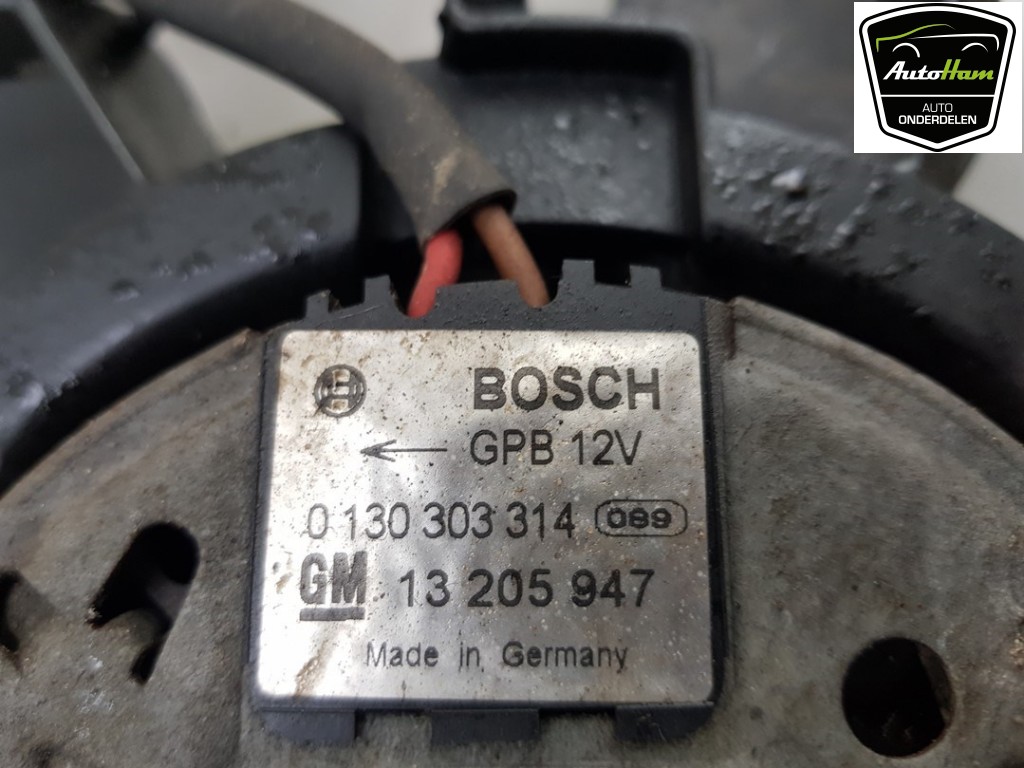 AutoHam
AUTO
ONDERDELEN
BOSCH
GPB 12V
0 130 303 314 089
GM 13 205 947
Made in Germany